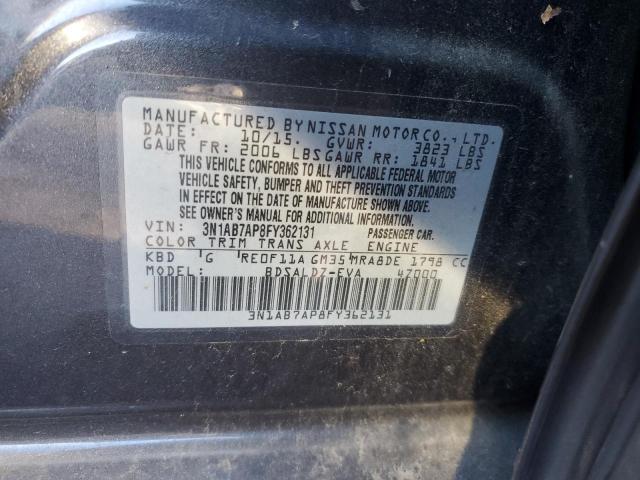 MANUFACTURED BY NISSAN MOTOR CO., LTD.
DATE: 10/15. GVWR: 3823 LBS
GAWR FR: 2006 LBS GAWR RR: 1841 LBS
THIS VEHICLE CONFORMS TO ALL APPLICABLE FEDERAL MOTOR
VEHICLE SAFETY, BUMPER AND THEFT PREVENTION STANDARDS
IN EFFECT ON THE DATE OF MANUFACTURE SHOWN ABOVE.
SEE OWNER'S MANUAL FOR ADDITIONAL INFORMATION.
VIN: 3N1AB7AP8FY362131 PASSENGER CAR
COLOR TRIM TRANS AXLE ENGINE
KBD G RE0F11A GM35 MRA8DE 1798 CC
MODEL: BDSALDZ-EVA 47000
3N1AB7AP8FY362131